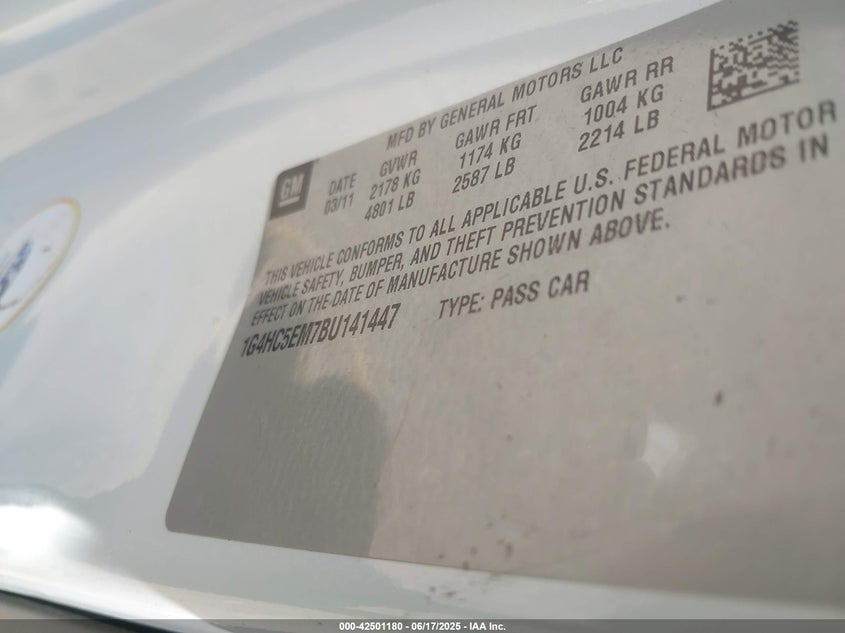 MFD BY GENERAL MOTORS LLC
GM
DATE GVWR GAWR FRT GAWR RR
03/11 2178 KG 1174 KG 1004 KG
4801 LB 2587 LB 2214 LB
THIS VEHICLE CONFORMS TO ALL APPLICABLE U.S. FEDERAL MOTOR
VEHICLE SAFETY, BUMPER, AND THEFT PREVENTION STANDARDS IN
EFFECT ON THE DATE OF MANUFACTURE SHOWN ABOVE.
1G4HC5EM7BU141447 TYPE: PASS CAR
000-42501180 - 06/17/2025 - IAA Inc.